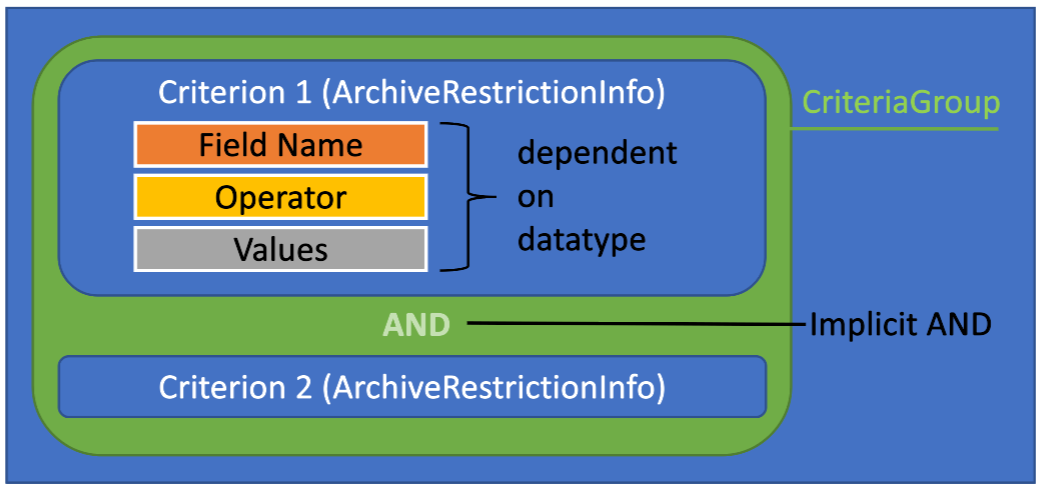 Criterion 1 (ArchiveRestrictionInfo)
CriteriaGroup
Field Name
Operator
Values
dependent
on
datatype
AND
Implicit AND
Criterion 2 (ArchiveRestrictionInfo)